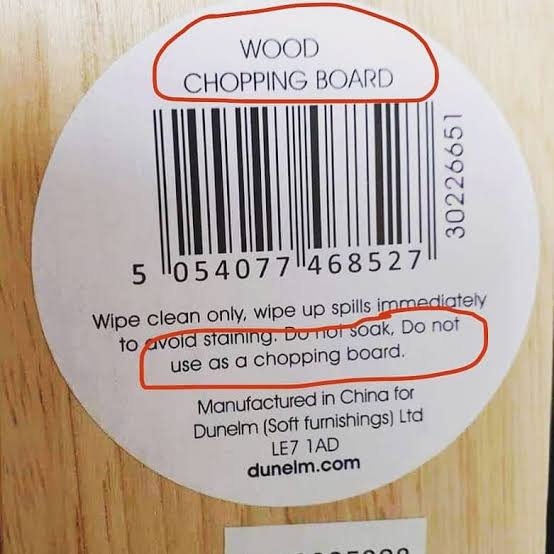 WOOD
CHOPPING BOARD
30226651
5 054077 468527
Wipe clean only, wipe up spills immediately
to avoid staining. Do not soak, Do not
use as a chopping board.
Manufactured in China for
Dunelm (Soft furnishings) Ltd
LE7 1AD
dunelm.com